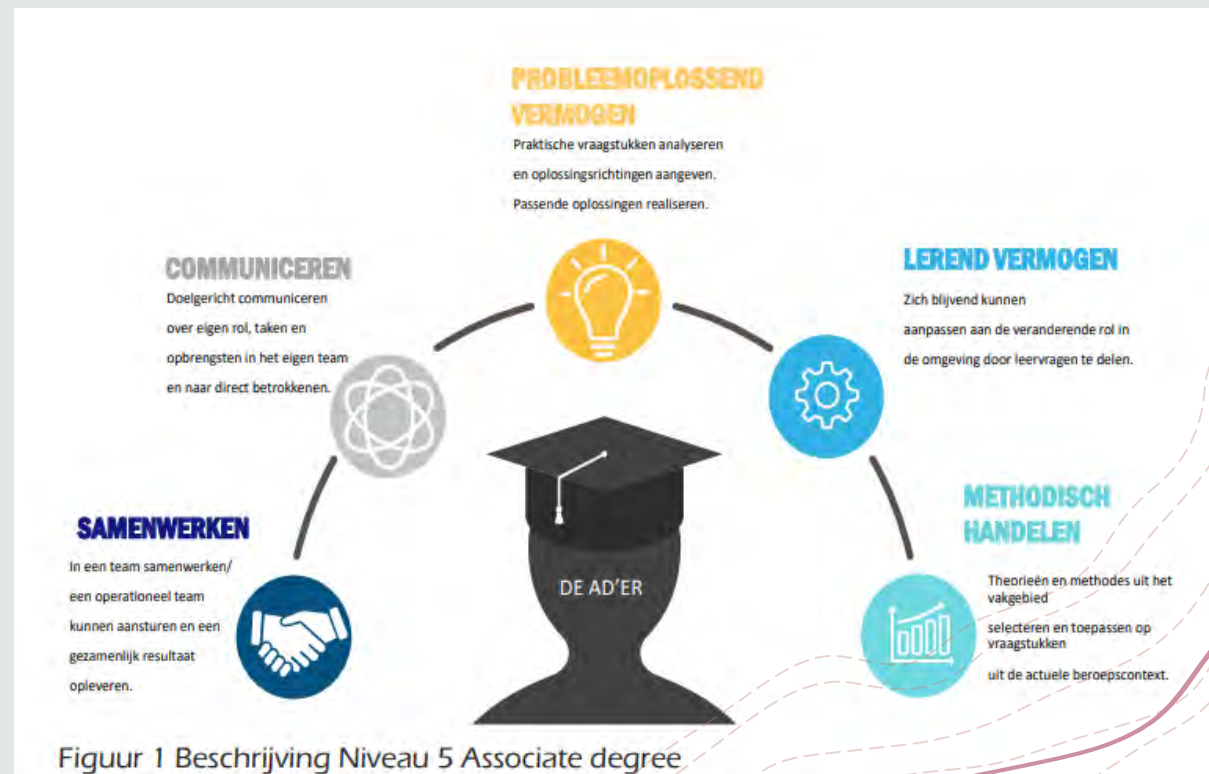 PROBLEEMOPLOSSEND
VERMOGEN
Praktische vraagstukken analyseren
en oplossingsrichtingen aangeven.
Passende oplossingen realiseren.
COMMUNICEREN
Doelgericht communiceren
over eigen rol, taken en
opbrengsten in het eigen team
en naar direct betrokkenen.
LEREND VERMOGEN
Zich blijvend kunnen
aanpassen aan de veranderende rol in
de omgeving door leervragen te delen.
SAMENWERKEN
In een team samenwerken/
een operationeel team
kunnen aansturen en een
gezamenlijk resultaat
opleveren.
DE AD'ER
METHODISCH
HANDELEN
Theorieën en methodes uit het
vakgebied
selecteren en toepassen op
vraagstukken
uit de actuele beroepscontext.
Figuur 1 Beschrijving Niveau 5 Associate degree